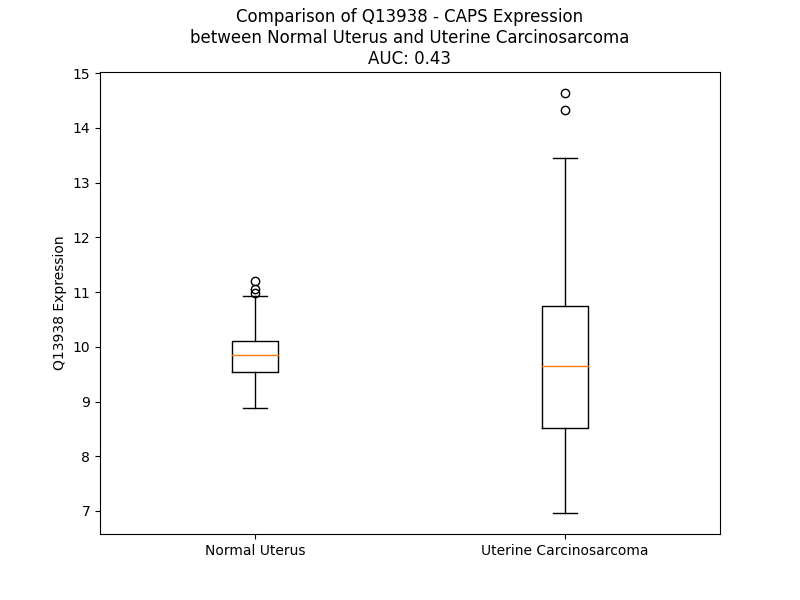 Comparison of Q13938 - CAPS Expression
between Normal Uterus and Uterine Carcinosarcoma
AUC: 0.43
15
14
13
12
11
10
9
8
7
Q13938 Expression
Normal Uterus
Uterine Carcinosarcoma